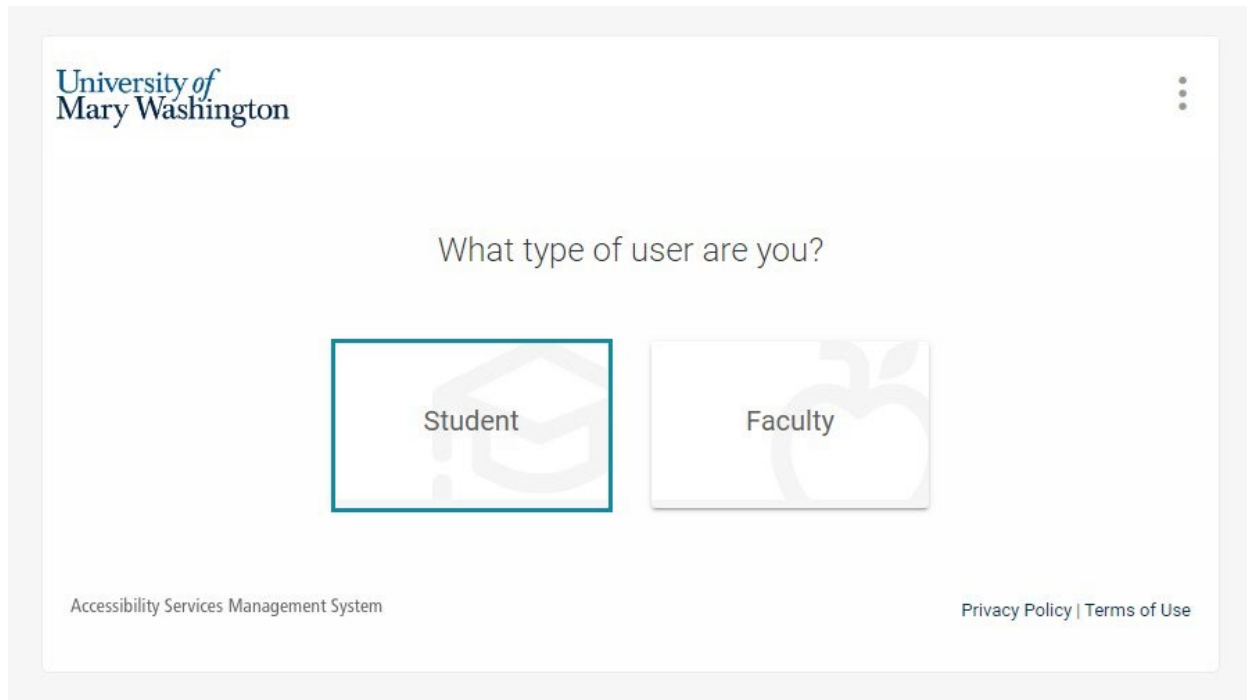 University of
Mary Washington
What type of user are you?
Student
Faculty
Accessibility Services Management System
Privacy Policy | Terms of Use